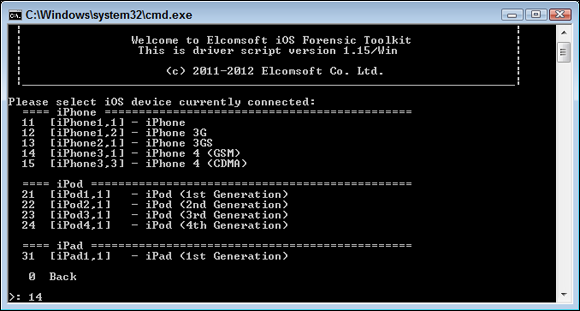 C:\Windows\system32\cmd.exe
Welcome to Elcomsoft iOS Forensic Toolkit
This is driver script version 1.15/Win
(c) 2011-2012 Elcomsoft Co. Ltd.
Please select iOS device currently connected:
==== iPhone ==========================================
11 [iPhone1,1] - iPhone
12 [iPhone1,2] - iPhone 3G
13 [iPhone2,1] - iPhone 3GS
14 [iPhone3,1] - iPhone 4 (GSM)
15 [iPhone3,3] - iPhone 4 (CDMA)
==== iPod ============================================
21 [iPod1,1] - iPod (1st Generation)
22 [iPod2,1] - iPod (2nd Generation)
23 [iPod3,1] - iPod (3rd Generation)
24 [iPod4,1] - iPod (4th Generation)
==== iPad ============================================
31 [iPad1,1] - iPad (1st Generation)
0 Back
>: 14